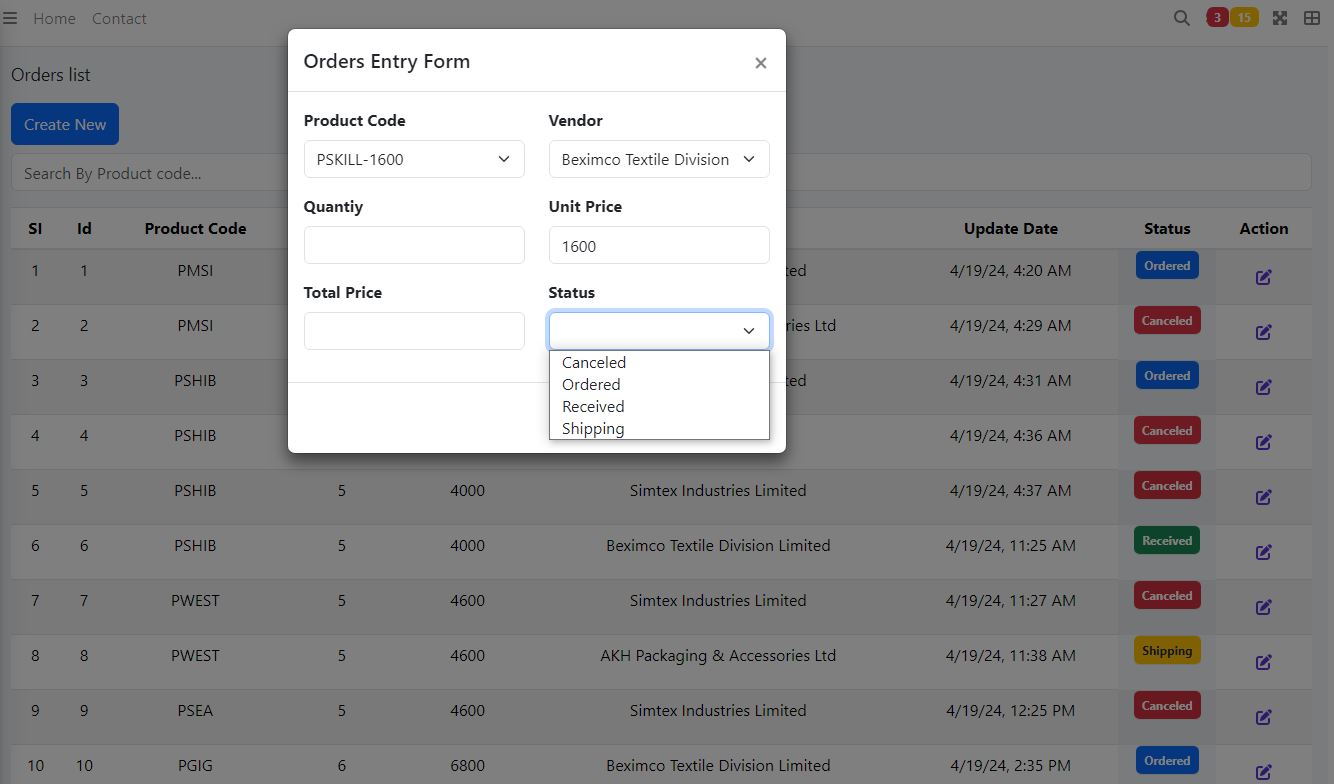 Home Contact 3 15
Orders list
Create New
Search By Product code...
Orders Entry Form ×
Product Code Vendor
PSKILL-1600 Beximco Textile Division
Quantiy Unit Price
1600
Total Price Status
Canceled
Ordered
Received
Shipping
SI Id Product Code Update Date Status Action
1 1 PMSI ted 4/19/24, 4:20 AM Ordered
2 2 PMSI ries Ltd 4/19/24, 4:29 AM Canceled
3 3 PSHIB ted 4/19/24, 4:31 AM Ordered
4 4 PSHIB 4/19/24, 4:36 AM Canceled
5 5 PSHIB 5 4000 Simtex Industries Limited 4/19/24, 4:37 AM Canceled
6 6 PSHIB 5 4000 Beximco Textile Division Limited 4/19/24, 11:25 AM Received
7 7 PWEST 5 4600 Simtex Industries Limited 4/19/24, 11:27 AM Canceled
8 8 PWEST 5 4600 AKH Packaging & Accessories Ltd 4/19/24, 11:38 AM Shipping
9 9 PSEA 5 4600 Simtex Industries Limited 4/19/24, 12:25 PM Canceled
10 10 PGIG 6 6800 Beximco Textile Division Limited 4/19/24, 2:35 PM Ordered